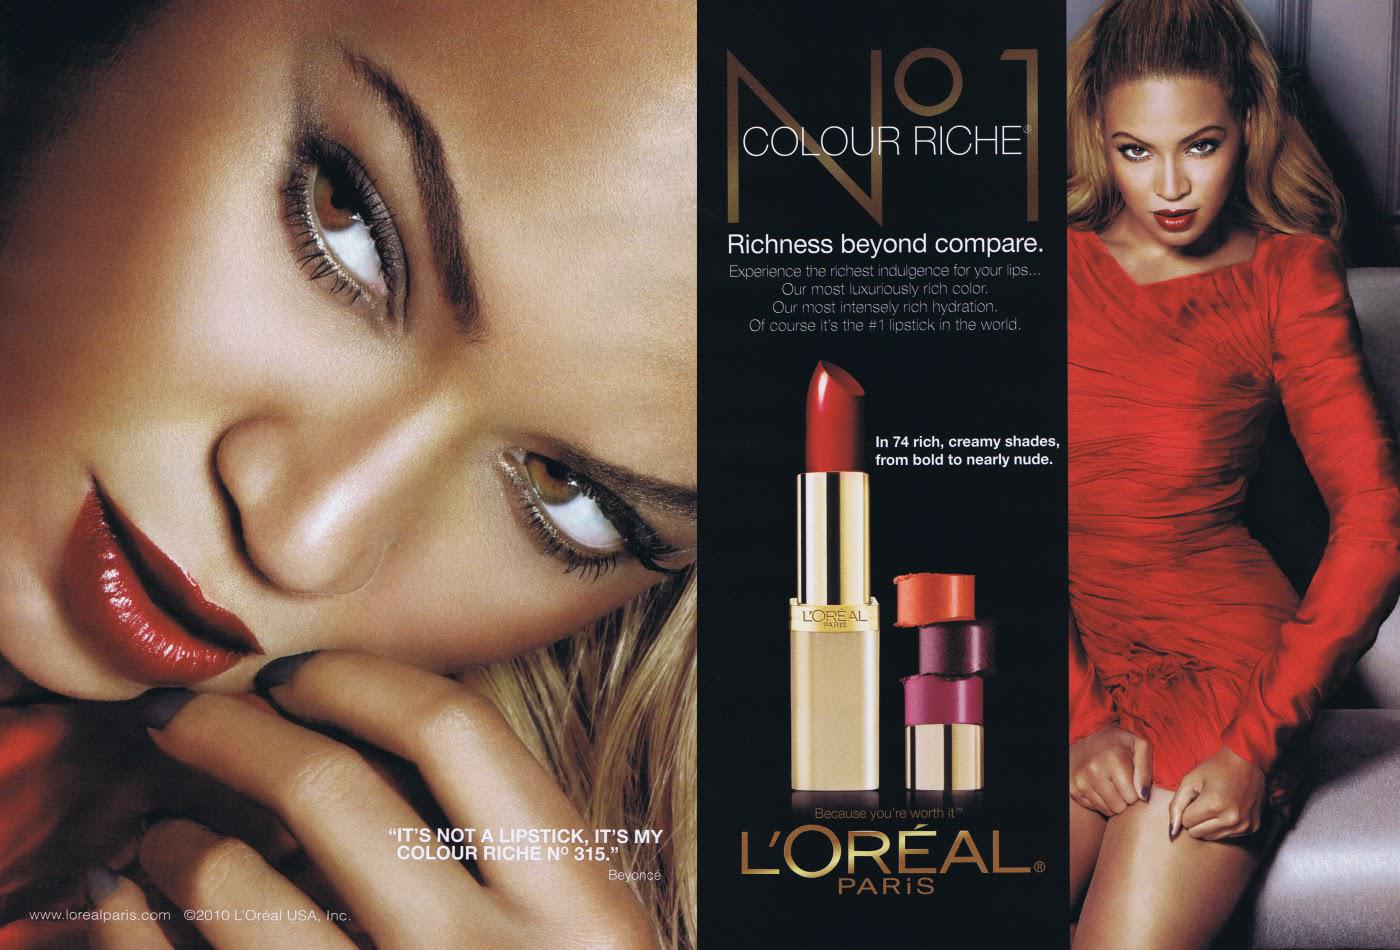 “IT’S NOT A LIPSTICK, IT’S MY
COLOUR RICHE Nº 315.”
Beyoncé
www.lorealparis.com ©2010 L’Oréal USA, Inc.
Nº1
COLOUR RICHE®
Richness beyond compare.
Experience the richest indulgence for your lips...
Our most luxuriously rich color.
Our most intensely rich hydration.
Of course it’s the #1 lipstick in the world.
In 74 rich, creamy shades,
from bold to nearly nude.
L’ORÉAL
PARIS
Because you’re worth it™
L’ORÉAL®
PARiS